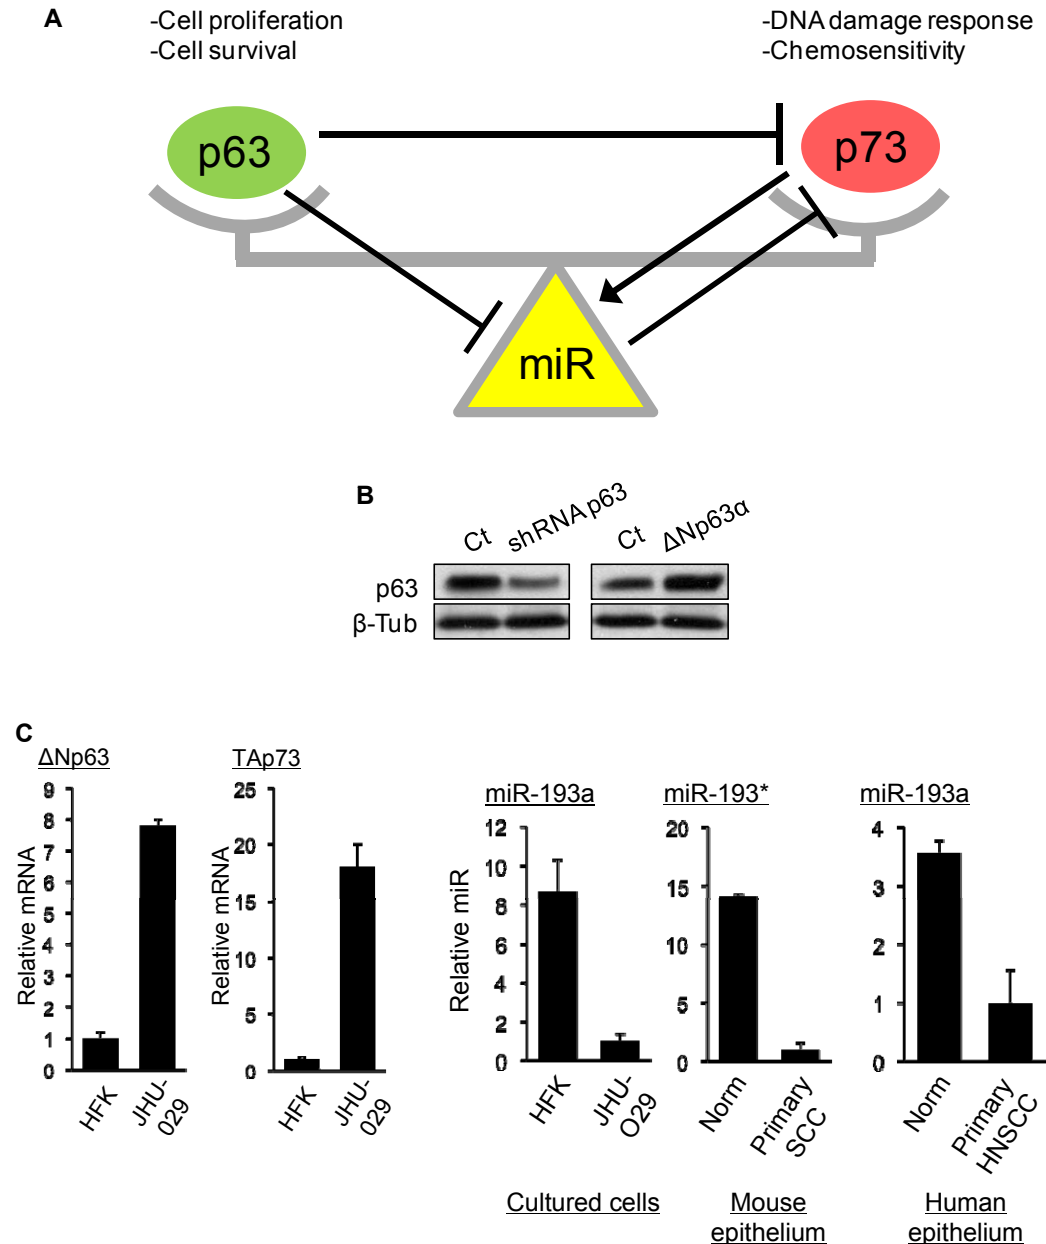 A
-Cell proliferation
-Cell survival
-DNA damage response
-Chemosensitivity
p63
p73
miR
B
Ct
shRNA p63
Ct
ΔNp63α
p63
β-Tub
C
ΔNp63
Relative mRNA
9
8
7
6
5
4
3
2
1
0
HFK
JHU-
029
TAp73
Relative mRNA
25
20
15
10
5
0
HFK
JHU-
029
miR-193a
Relative miR
12
10
8
6
4
2
0
HFK
JHU-
O29
Cultured cells
miR-193*
20
15
10
5
0
Norm
Primary
SCC
Mouse
epithelium
miR-193a
4
3
2
1
0
Norm
Primary
HNSCC
Human
epithelium